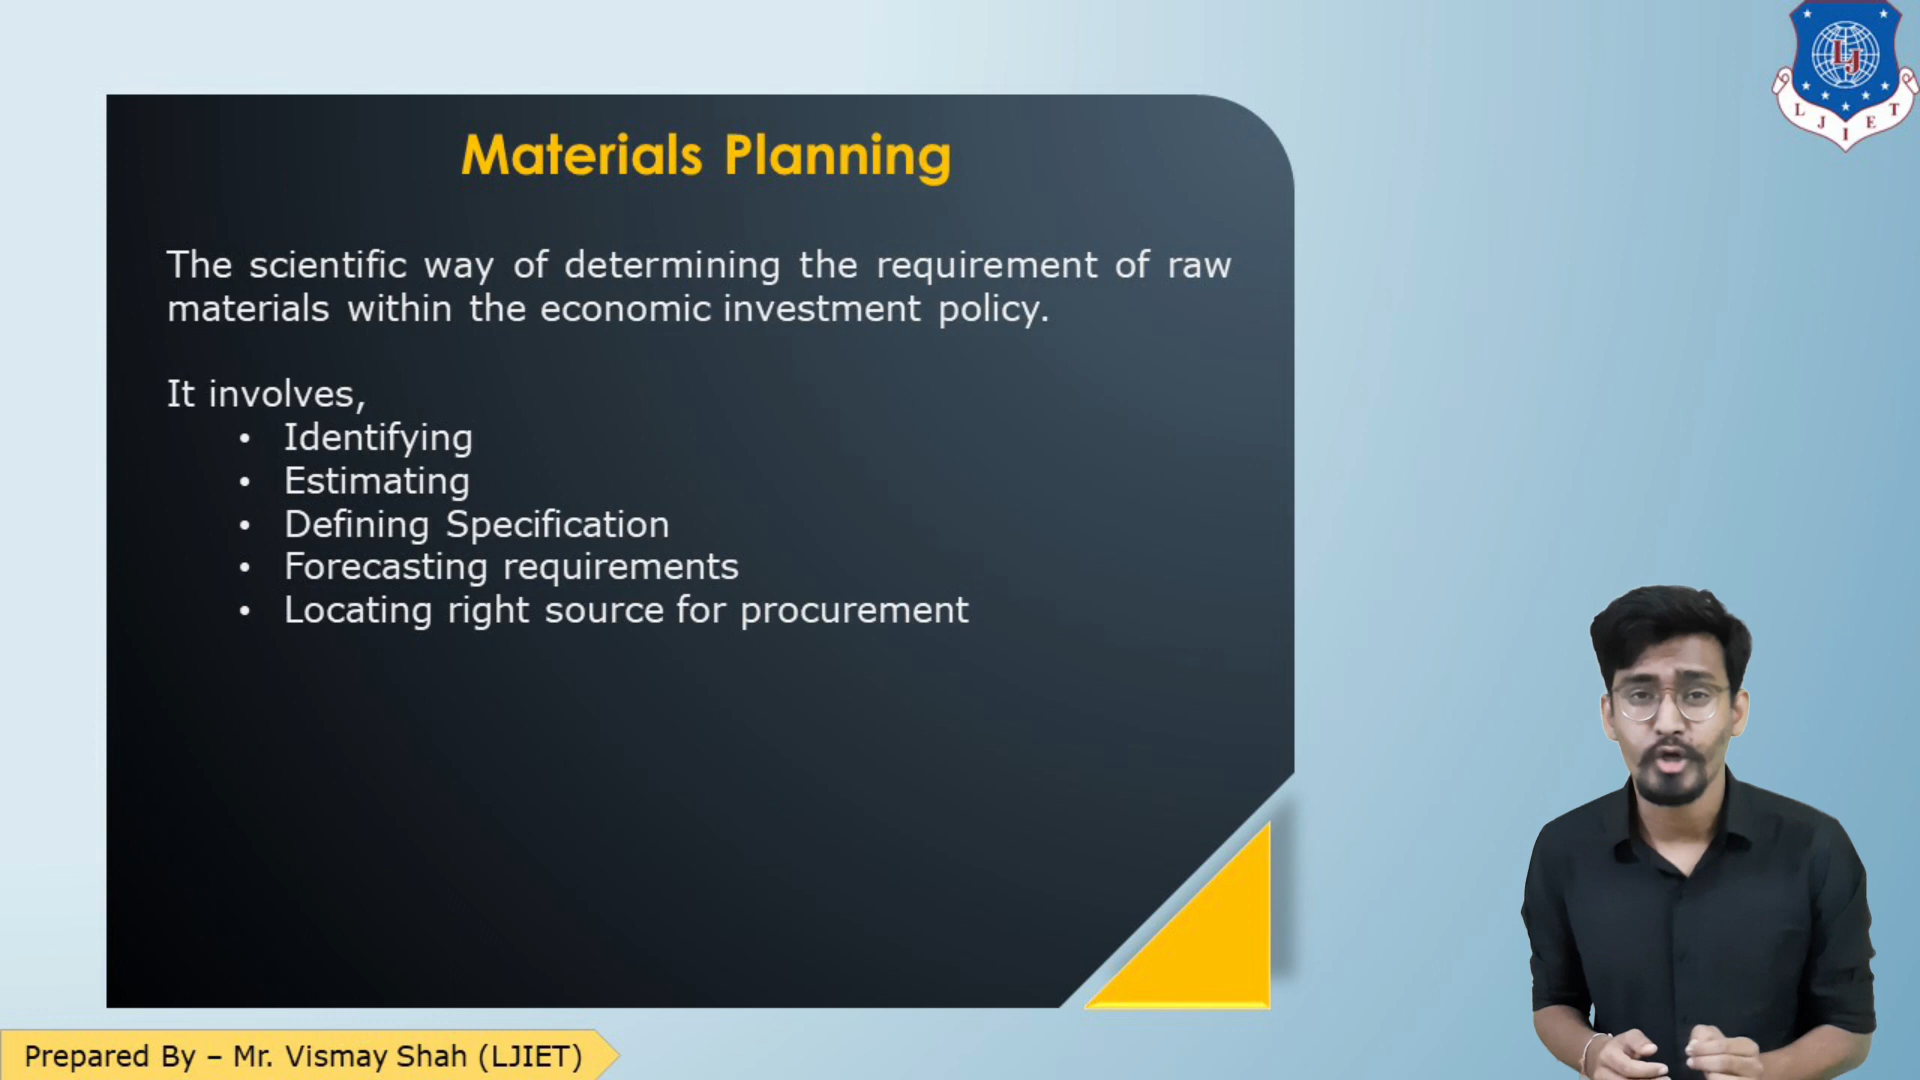 Materials Planning
The scientific way of determining the requirement of raw
materials within the economic investment policy.
It involves,
• Identifying
• Estimating
• Defining Specification
• Forecasting requirements
• Locating right source for procurement
LJ
L J I E T
Prepared By – Mr. Vismay Shah (LJIET)